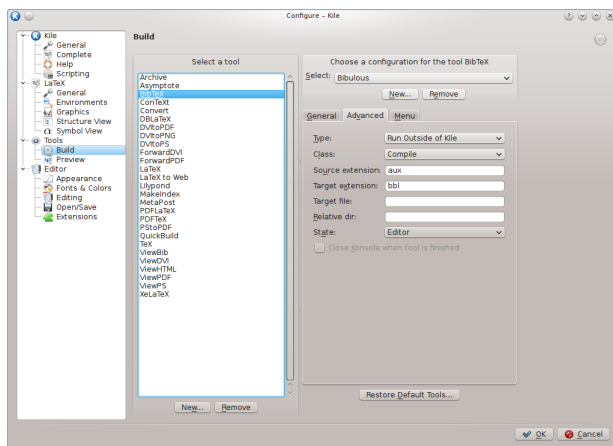 Configure – Kile
Kile
General
Complete
Help
Scripting
LaTeX
General
Environments
Graphics
Structure View
Symbol View
Tools
Build
Preview
Editor
Appearance
Fonts & Colors
Editing
Open/Save
Extensions
Build
Select a tool
Archive
Asymptote
BibTeX
ConTeXt
Convert
DBLaTeX
DVItoPDF
DVItoPNG
DVItoPS
ForwardDVI
ForwardPDF
LaTeX
LaTeX to Web
Lilypond
MakeIndex
MetaPost
PDFLaTeX
PDFTeX
PStoPDF
QuickBuild
TeX
ViewBib
ViewDVI
ViewHTML
ViewPDF
ViewPS
XeLaTeX
New... Remove
Choose a configuration for the tool BibTeX
Select: Bibulous
New... Remove
General Advanced Menu
Type: Run Outside of Kile
Class: Compile
Source extension: aux
Target extension: bbl
Target file:
Relative dir:
State: Editor
Close Konsole when tool is finished
Restore Default Tools...
OK Cancel